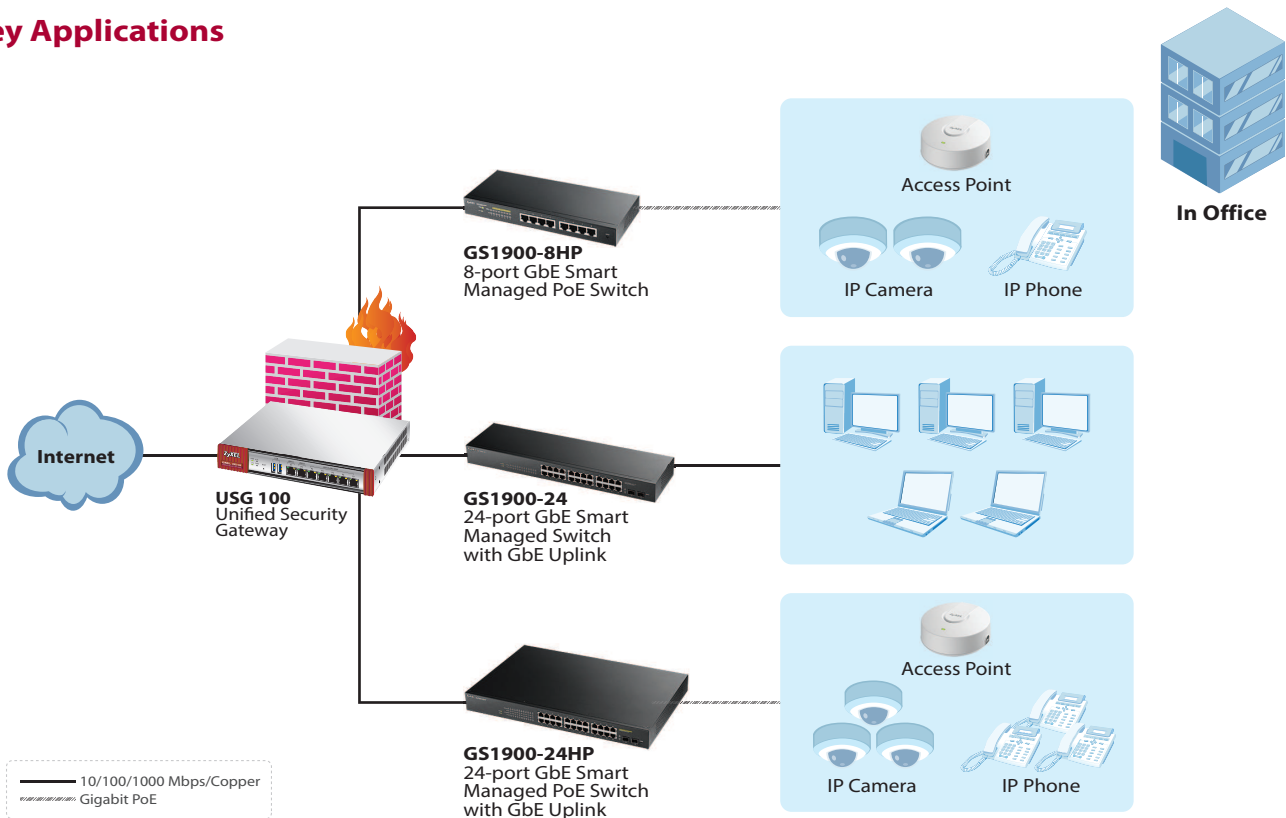 ey Applications
In Office
Access Point
IP Camera
IP Phone
GS1900-8HP
8-port GbE Smart
Managed PoE Switch
Internet
ZyXEL
USG 100
Unified Security
Gateway
GS1900-24
24-port GbE Smart
Managed Switch
with GbE Uplink
Access Point
IP Camera
IP Phone
GS1900-24HP
24-port GbE Smart
Managed PoE Switch
with GbE Uplink
10/100/1000 Mbps/Copper
Gigabit PoE